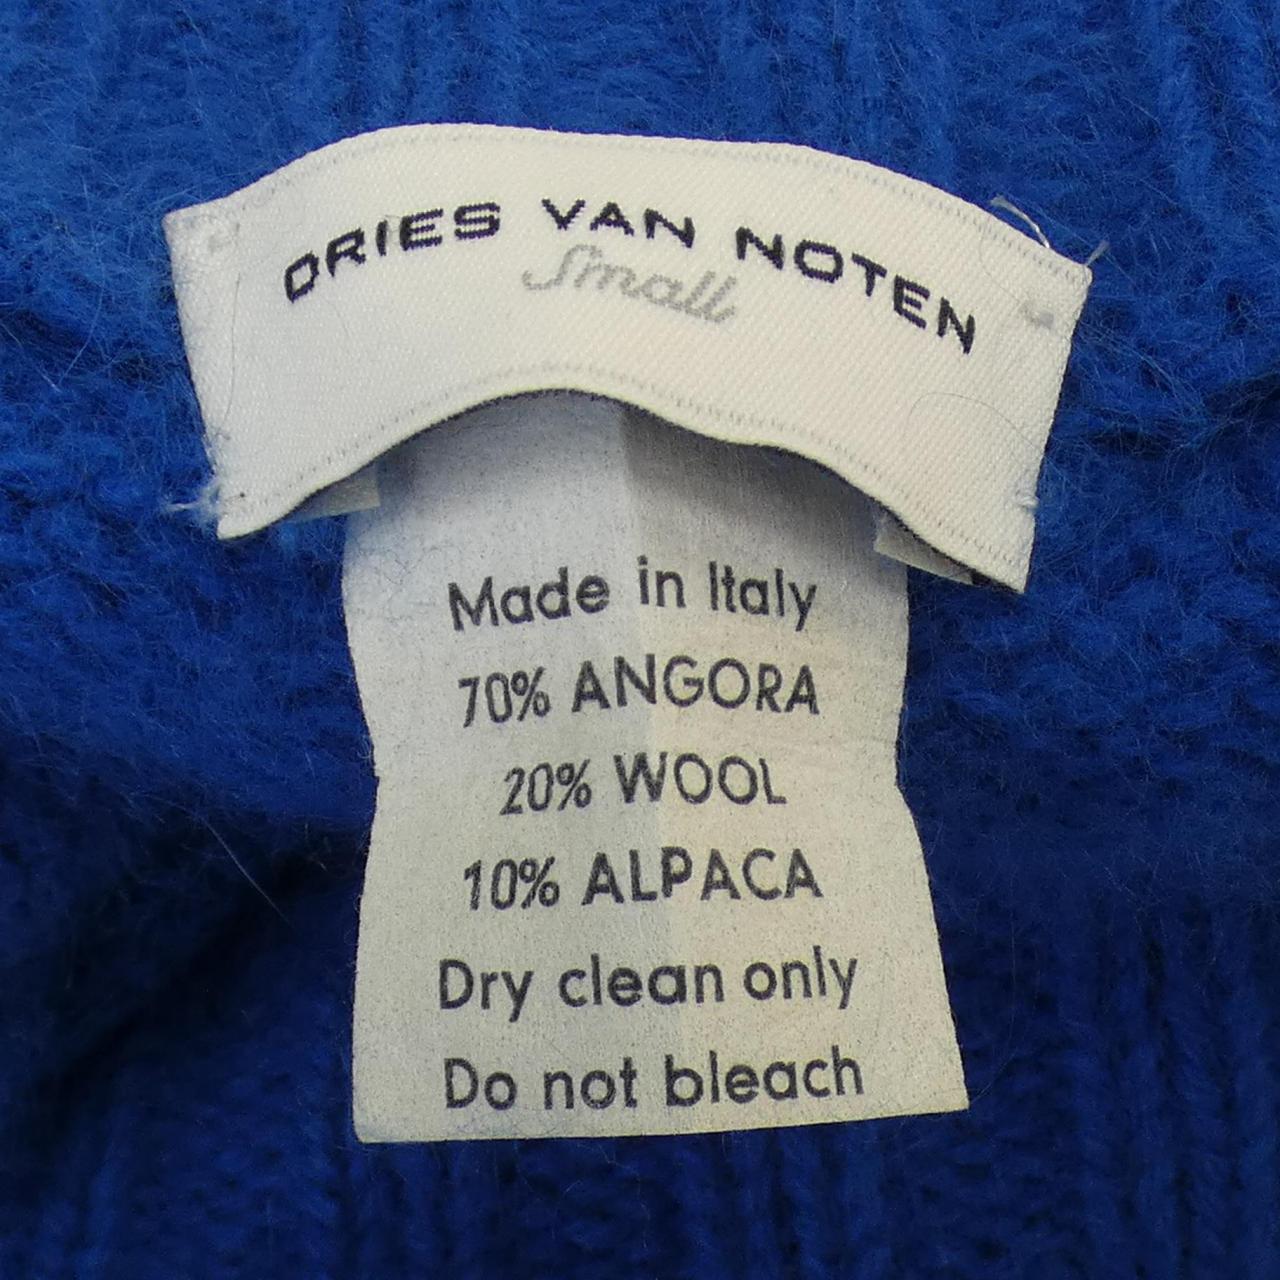 DRIES VAN NOTEN
Small
Made in Italy
70% ANGORA
20% WOOL
10% ALPACA
Dry clean only
Do not bleach